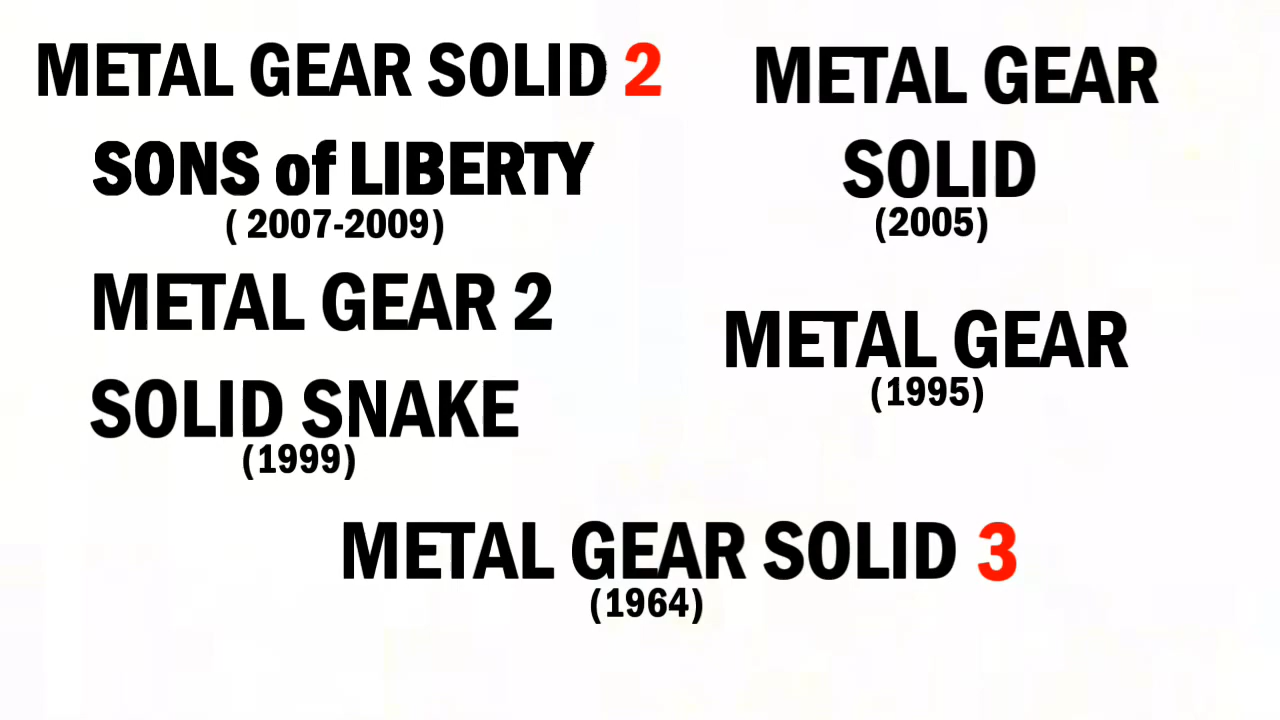 METAL GEAR SOLID 2
SONS of LIBERTY
( 2007-2009)
METAL GEAR
SOLID
(2005)
METAL GEAR 2
SOLID SNAKE
(1999)
METAL GEAR
(1995)
METAL GEAR SOLID 3
(1964)